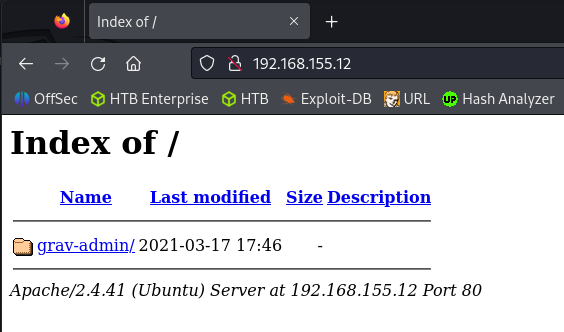 Index of /
192.168.155.12
OffSec HTB Enterprise HTB Exploit-DB URL Hash Analyzer
Index of /
Name Last modified Size Description
grav-admin/ 2021-03-17 17:46 -
Apache/2.4.41 (Ubuntu) Server at 192.168.155.12 Port 80